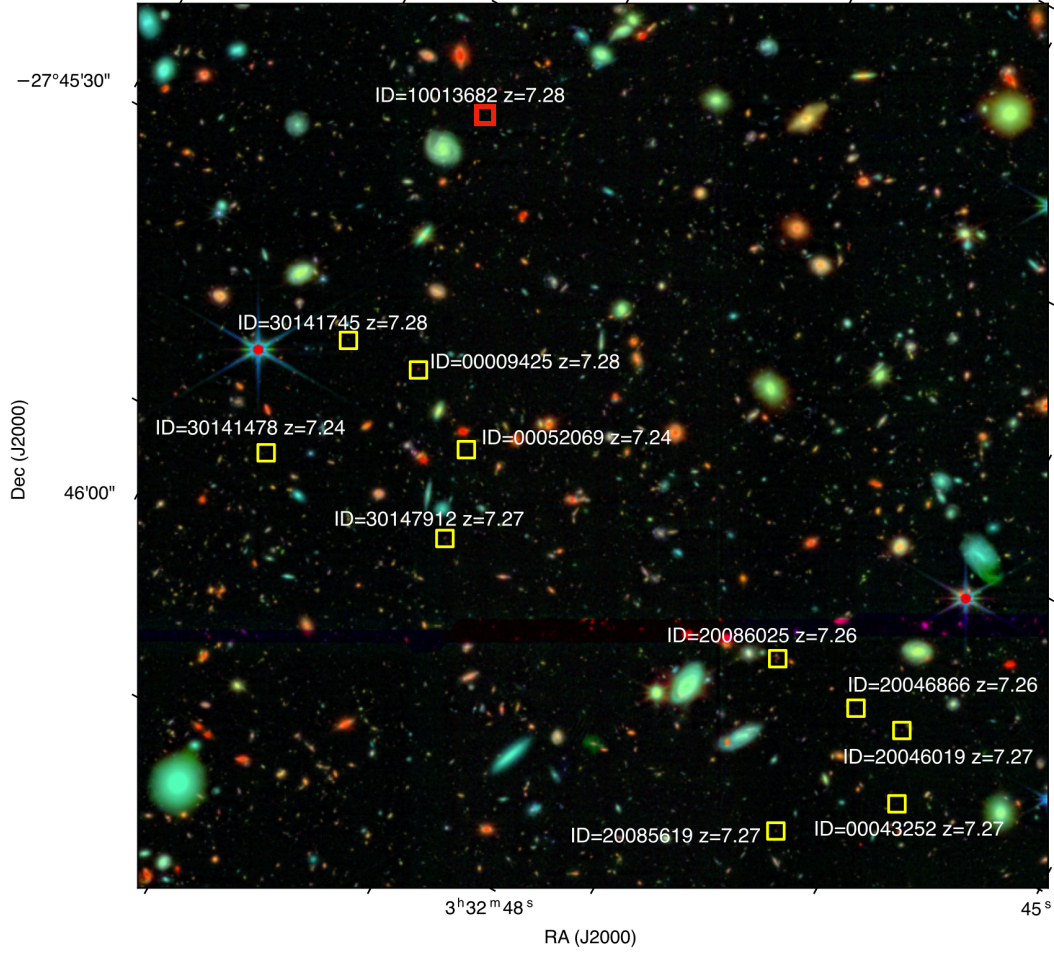 −27°45'30"
ID=10013682 z=7.28
ID=30141745 z=7.28
ID=00009425 z=7.28
ID=30141478 z=7.24
ID=00052069 z=7.24
Dec (J2000)
46'00"
ID=30147912 z=7.27
ID=20086025 z=7.26
ID=20046866 z=7.26
ID=20046019 z=7.27
ID=00043252 z=7.27
ID=20085619 z=7.27
3h32m48s
45s
RA (J2000)